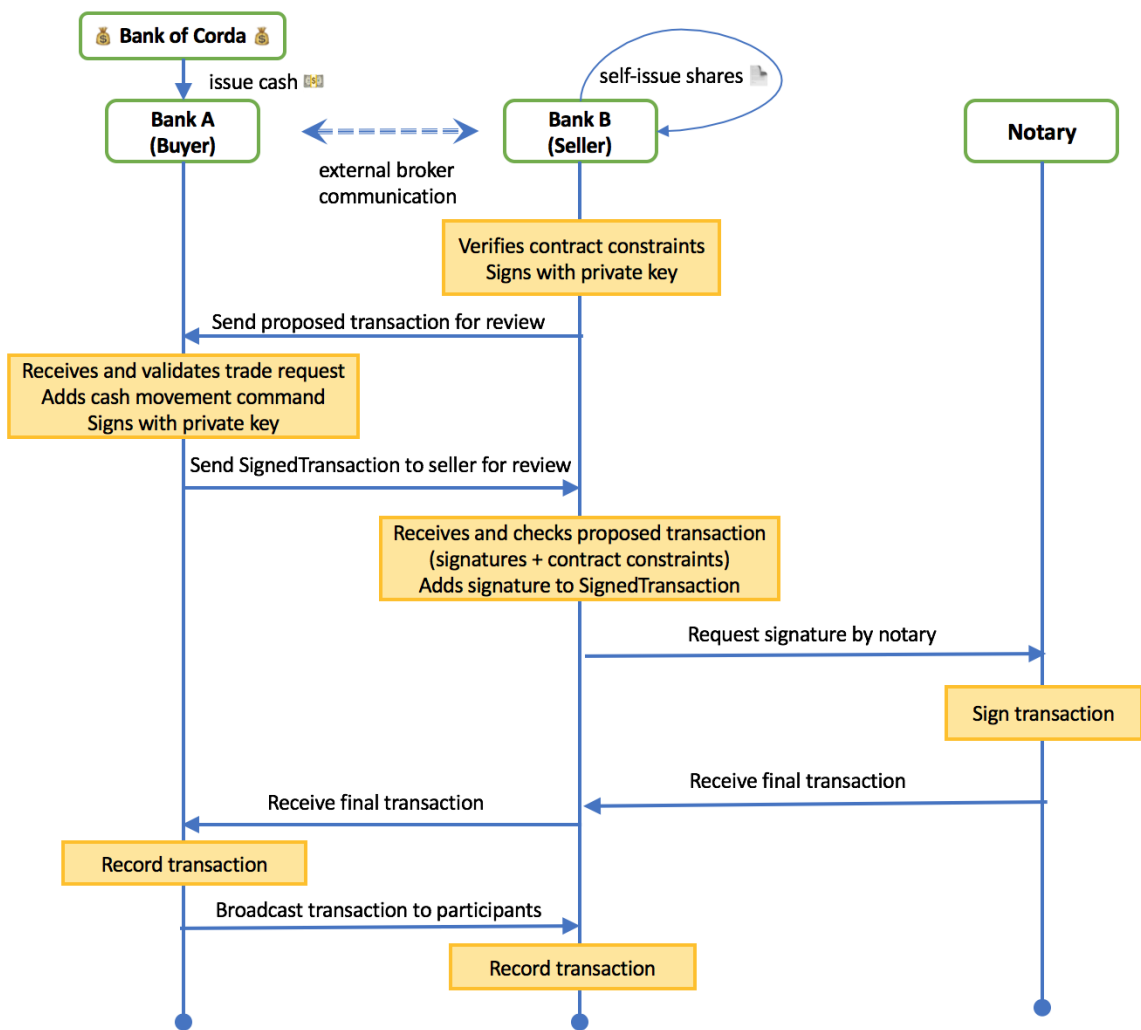 💰 Bank of Corda 💰
issue cash 💵
self-issue shares 📄
Bank A
(Buyer)
Bank B
(Seller)
Notary
external broker
communication
Verifies contract constraints
Signs with private key
Send proposed transaction for review
Receives and validates trade request
Adds cash movement command
Signs with private key
Send SignedTransaction to seller for review
Receives and checks proposed transaction
(signatures + contract constraints)
Adds signature to SignedTransaction
Request signature by notary
Sign transaction
Receive final transaction
Receive final transaction
Record transaction
Broadcast transaction to participants
Record transaction